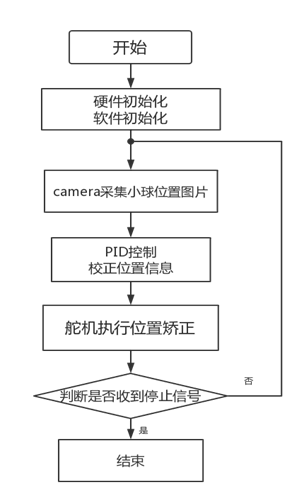 开始
硬件初始化
软件初始化
camera采集小球位置图片
PID控制
校正位置信息
舵机执行位置矫正
判断是否收到停止信号
否
是
结束